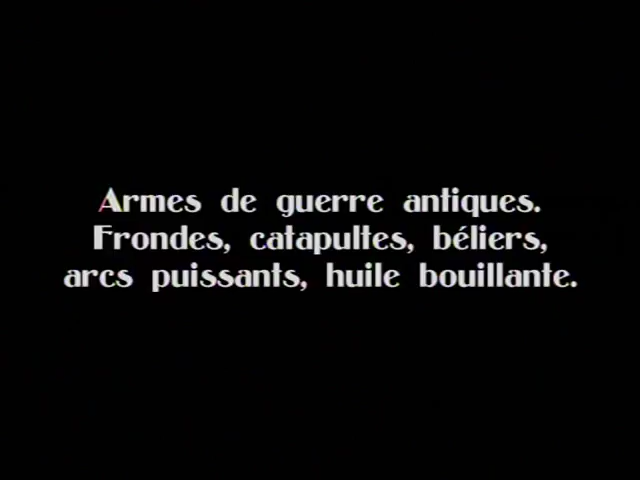 Armes de guerre antiques.
Frondes, catapultes, béliers,
arcs puissants, huile bouillante.